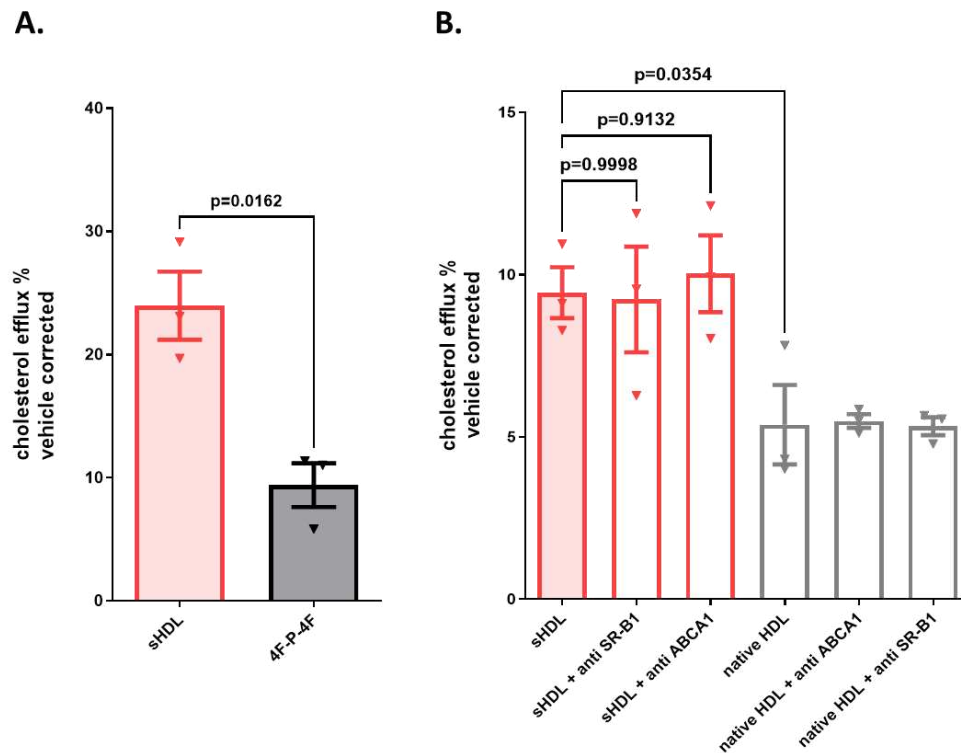 A.
cholesterol efflux %
vehicle corrected
40
30
20
10
0
p=0.0162
sHDL
4F-P-4F
B.
cholesterol efflux %
vehicle corrected
15
10
5
0
p=0.0354
p=0.9132
p=0.9998
sHDL
sHDL + anti SR-B1
sHDL + anti ABCA1
native HDL
native HDL + anti ABCA1
native HDL + anti SR-B1